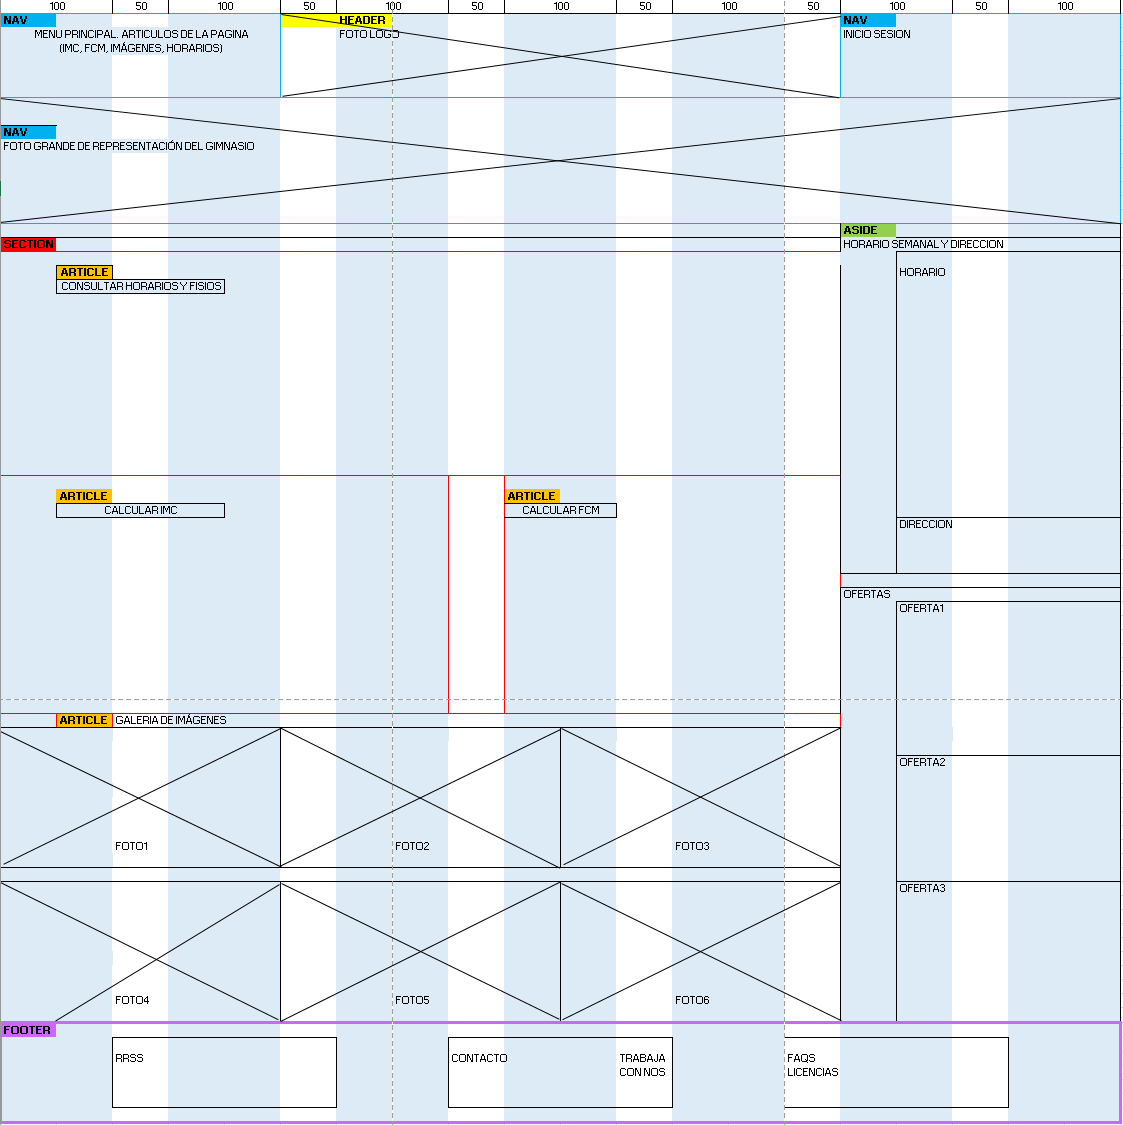 100 50 100 50 100 50 100 50 100 50 100 50 100 50 100
NAV
MENU PRINCIPAL. ARTICULOS DE LA PAGINA
(IMC, FCM, IMÁGENES, HORARIOS)
HEADER
FOTO LOGO
NAV
INICIO SESION
NAV
FOTO GRANDE DE REPRESENTACIÓN DEL GIMNASIO
SECTION
ASIDE
HORARIO SEMANAL Y DIRECCION
ARTICLE
CONSULTAR HORARIOS Y FISIOS
HORARIO
ARTICLE
CALCULAR IMC
ARTICLE
CALCULAR FCM
DIRECCION
OFERTAS
OFERTA1
ARTICLE GALERIA DE IMÁGENES
OFERTA2
FOTO1
FOTO2
FOTO3
OFERTA3
FOTO4
FOTO5
FOTO6
FOOTER
RRSS
CONTACTO
TRABAJA
CON NOS
FAQS
LICENCIAS